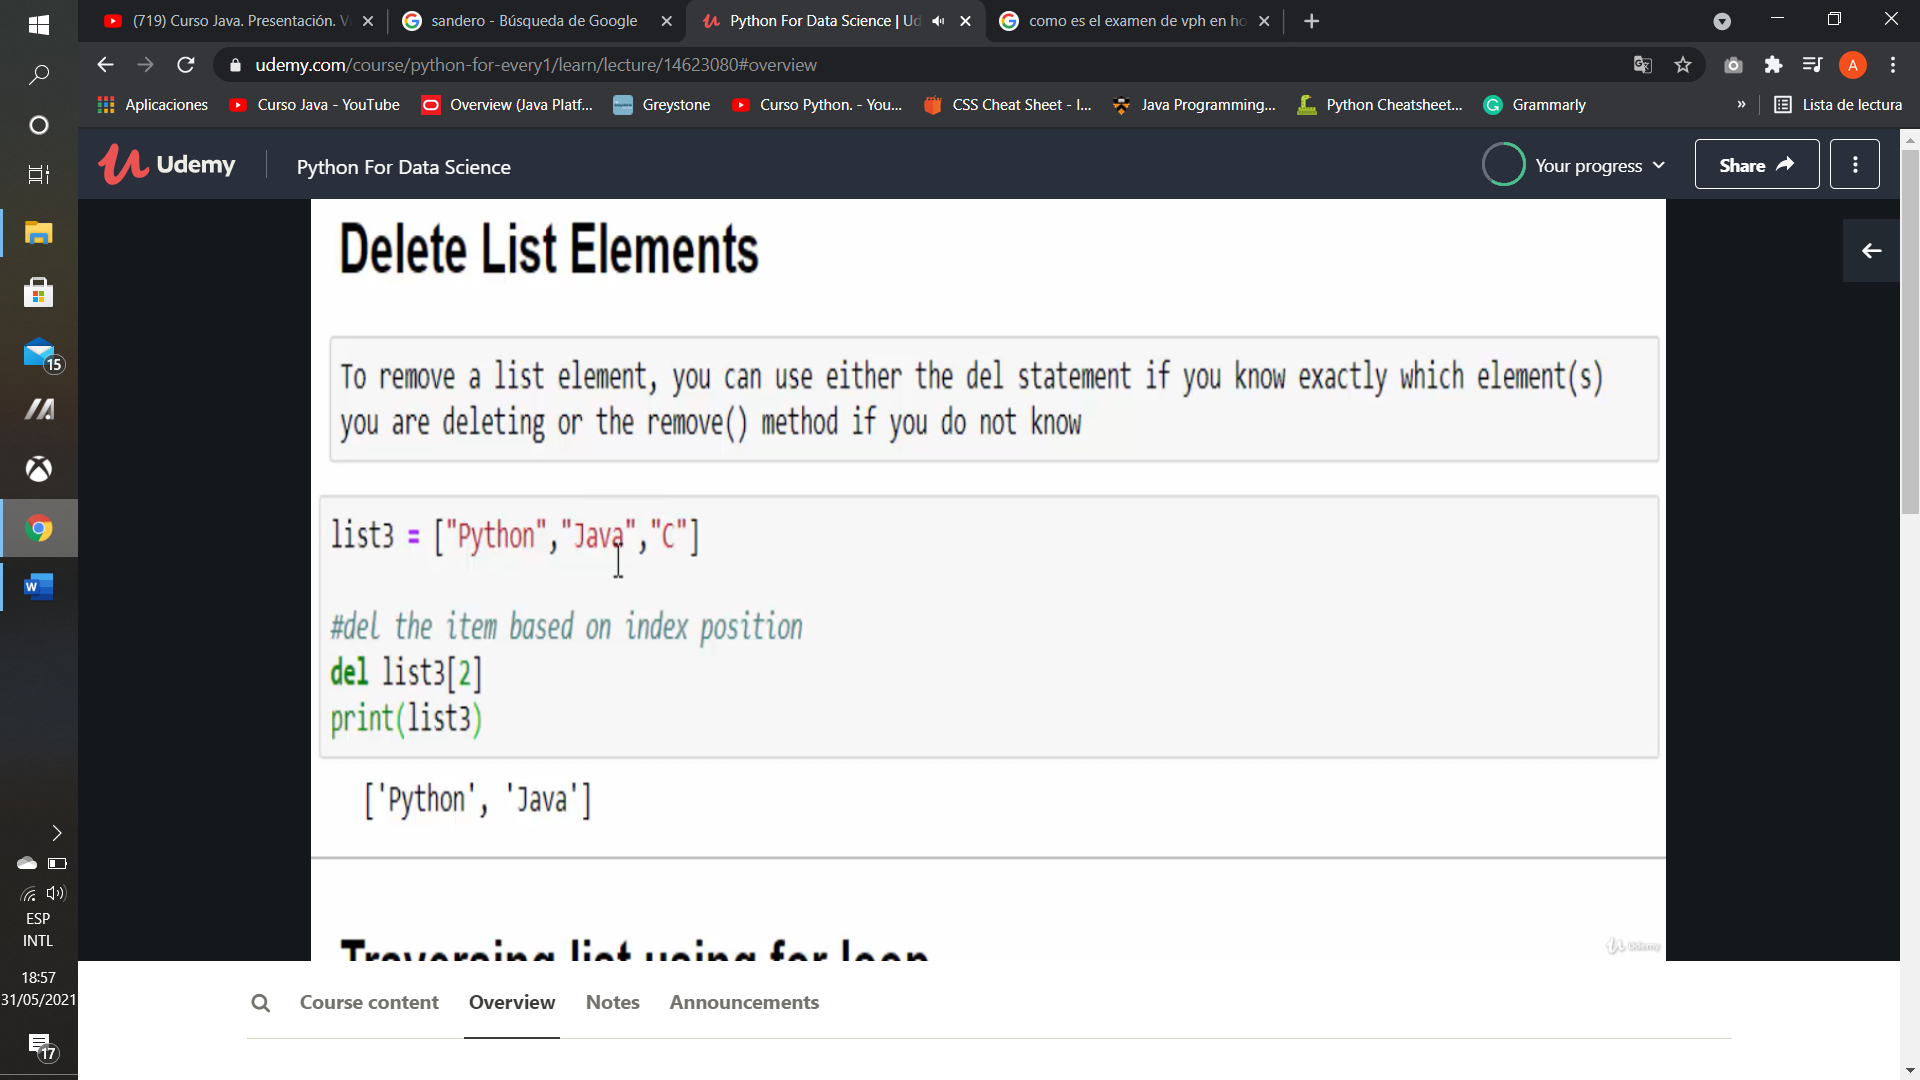 (719) Curso Java. Presentación. V
sandero - Búsqueda de Google
Python For Data Science | Ud
como es el examen de vph en ho
udemy.com/course/python-for-every1/learn/lecture/14623080#overview
A
Aplicaciones
Curso Java - YouTube
Overview (Java Platf...
Greystone
Curso Python. - You...
CSS Cheat Sheet - I...
Java Programming...
Python Cheatsheet...
Grammarly
»
Lista de lectura
Udemy
Python For Data Science
Your progress
Share
Delete List Elements
To remove a list element, you can use either the del statement if you know exactly which element(s)
you are deleting or the remove() method if you do not know
list3 = ["Python","Java","C"]
#del the item based on index position
del list3[2]
print(list3)
['Python', 'Java']
Traversing list using for loop
Udemy
Course content
Overview
Notes
Announcements
15
W
ESP
INTL
18:57
31/05/2021
17